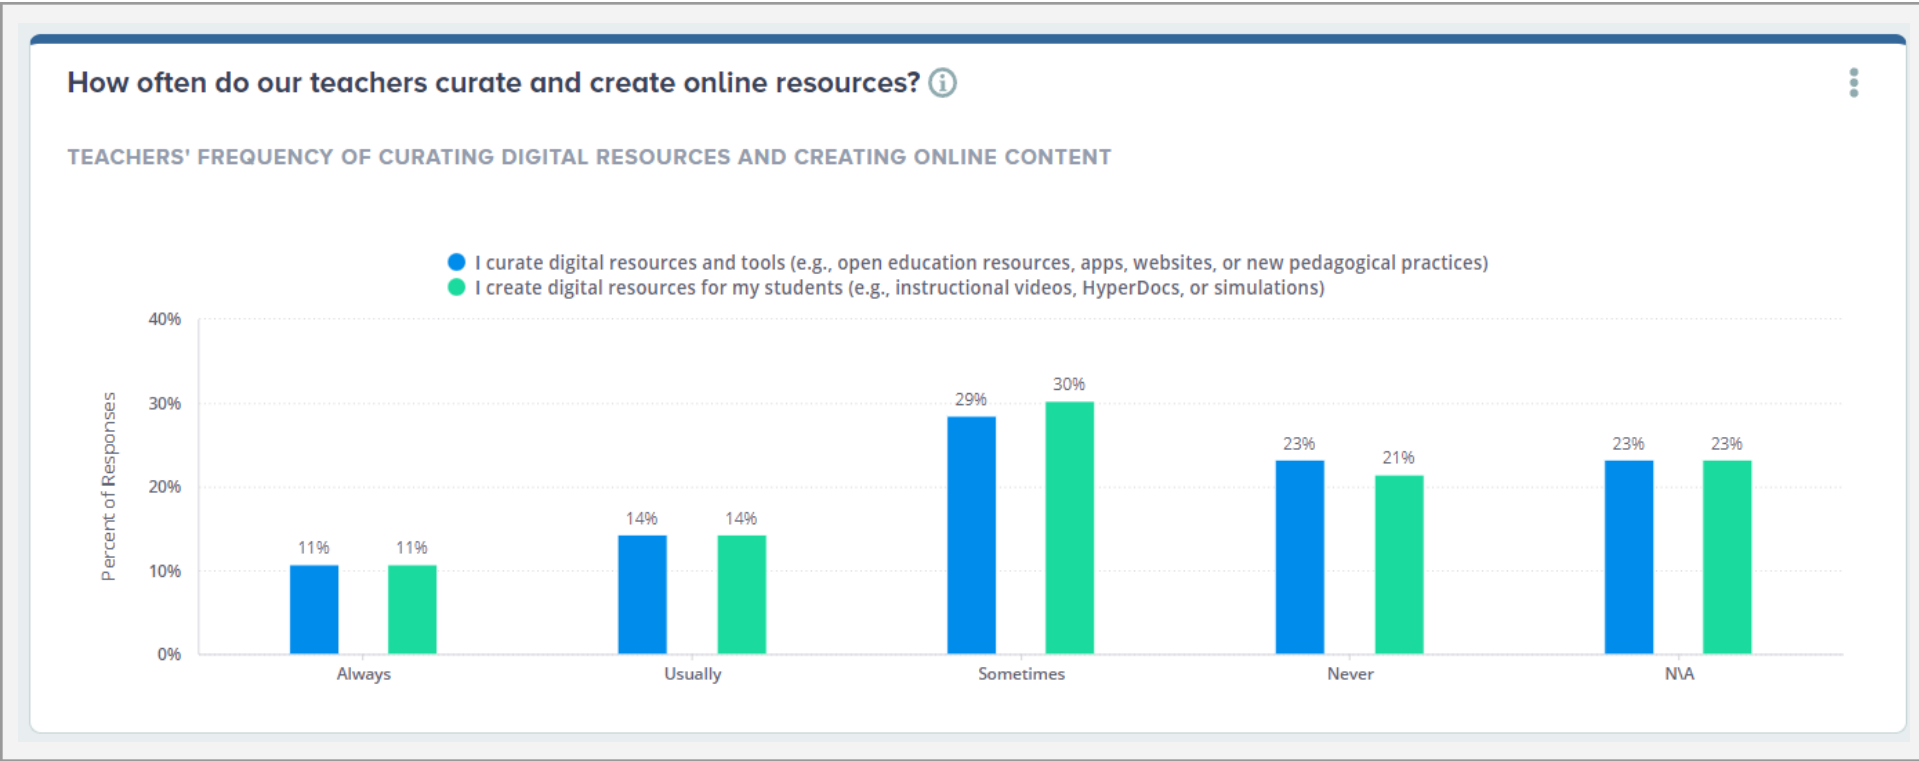 How often do our teachers curate and create online resources?
TEACHERS' FREQUENCY OF CURATING DIGITAL RESOURCES AND CREATING ONLINE CONTENT
I curate digital resources and tools (e.g., open education resources, apps, websites, or new pedagogical practices)
I create digital resources for my students (e.g., instructional videos, HyperDocs, or simulations)
Percent of Responses
40%
30%
20%
10%
0%
11% 11%
14% 14%
29% 30%
23% 21%
23% 23%
Always Usually Sometimes Never N\A